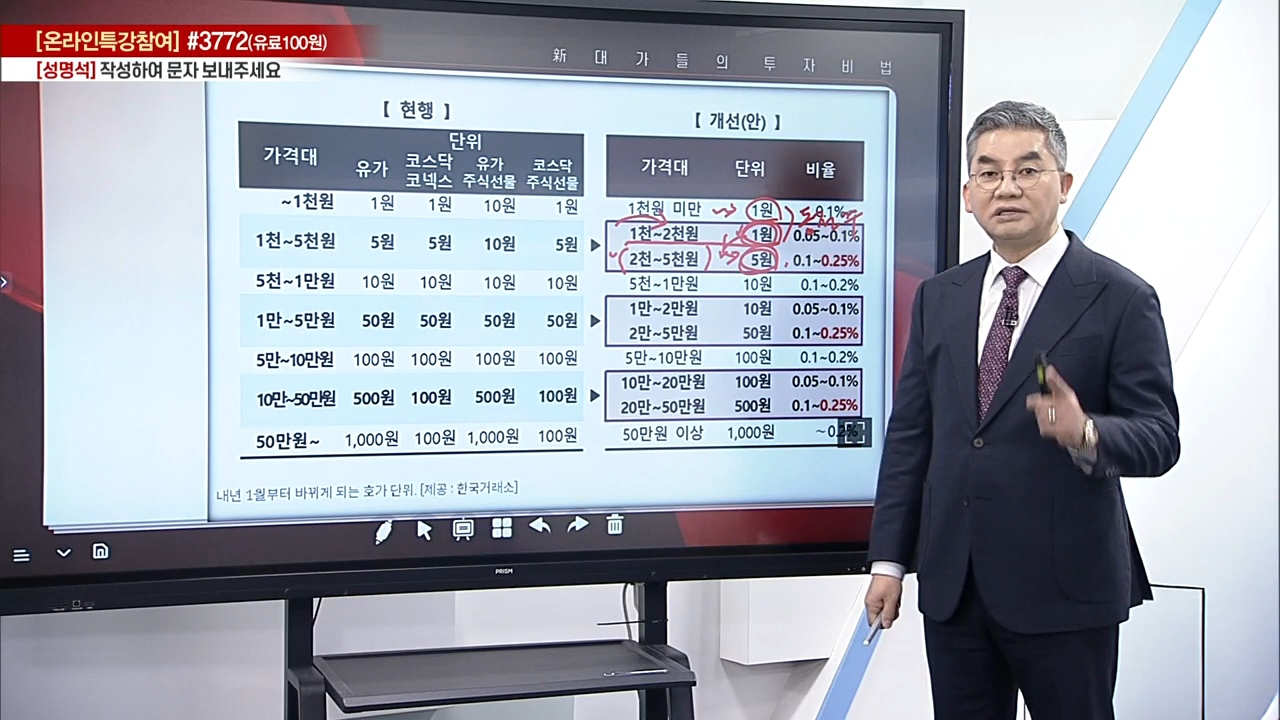 [온라인특강참여] #3772(유료100원)
[성명석] 작성하여 문자 보내주세요
新 대 가 들 의 투 자 비 법
[ 현행 ]
가격대 단위
유가 코스닥 코넥스 유가 주식선물 코스닥 주식선물
~1천원 1원 1원 10원 1원
1천~5천원 5원 5원 10원 5원
5천~1만원 10원 10원 10원 10원
1만~5만원 50원 50원 50원 50원
5만~10만원 100원 100원 100원 100원
10만~50만원 500원 100원 500원 100원
50만원~ 1,000원 100원 1,000원 100원
[ 개선(안) ]
가격대 단위 비율
1천원 미만 1원 0.1%~
1천~2천원 1원 0.05~0.1%
2천~5천원 5원 0.1~0.25%
5천~1만원 10원 0.1~0.2%
1만~2만원 10원 0.05~0.1%
2만~5만원 50원 0.1~0.25%
5만~10만원 100원 0.1~0.2%
10만~20만원 100원 0.05~0.1%
20만~50만원 500원 0.1~0.25%
50만원 이상 1,000원 ~0.2%
내년 1월부터 바뀌게 되는 호가 단위. [제공 : 한국거래소]
PRISM